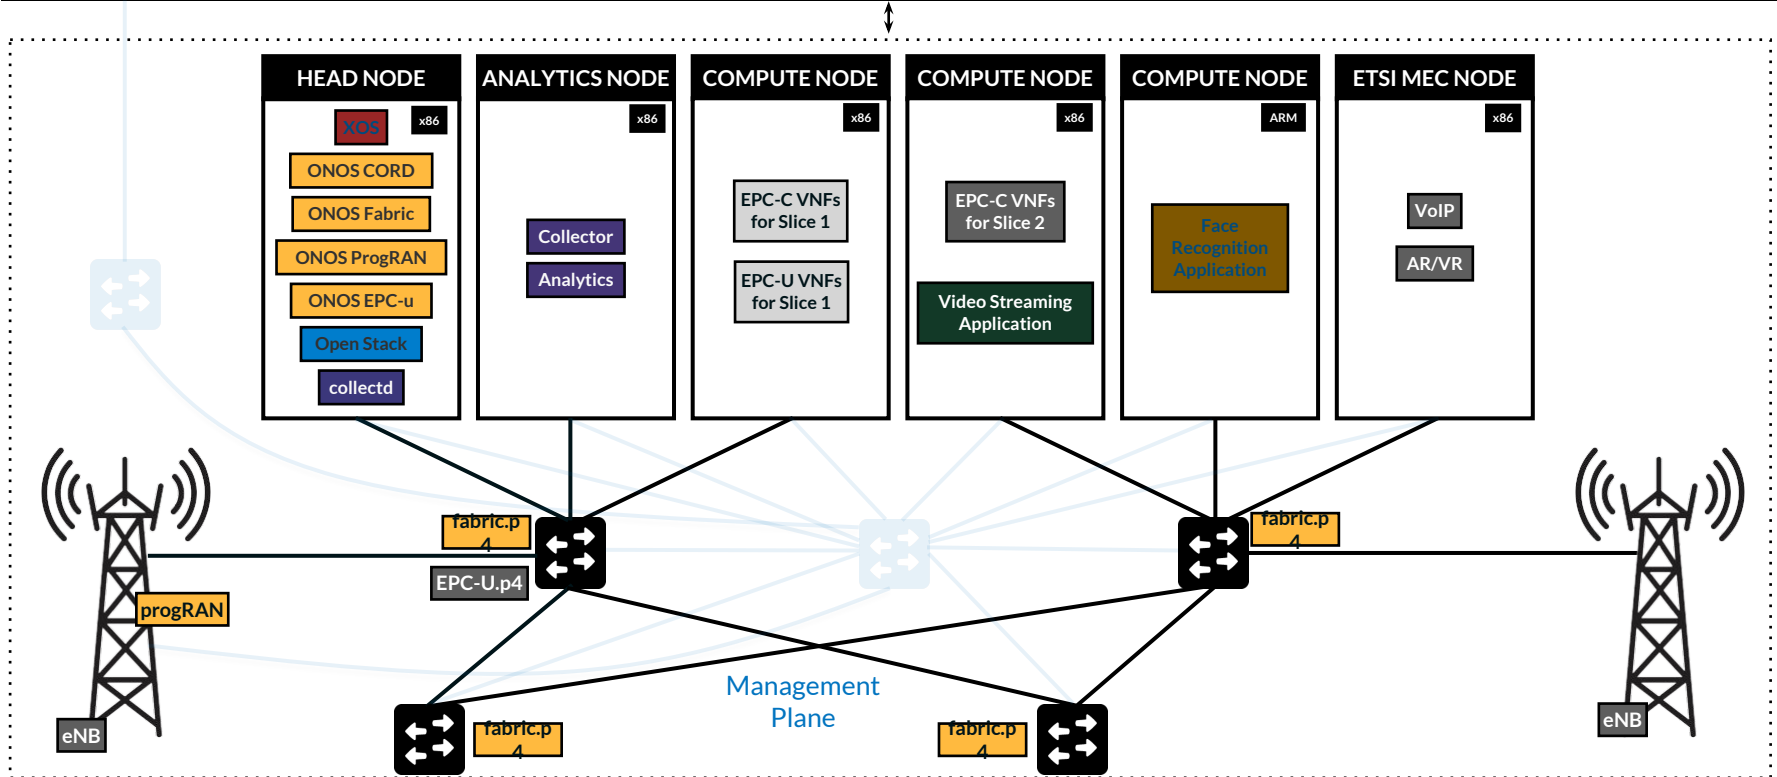 HEAD NODE
x86
XOS
ONOS CORD
ONOS Fabric
ONOS ProgRAN
ONOS EPC-u
Open Stack
collectd
ANALYTICS NODE
x86
Collector
Analytics
COMPUTE NODE
x86
EPC-C VNFs
for Slice 1
EPC-U VNFs
for Slice 1
COMPUTE NODE
x86
EPC-C VNFs
for Slice 2
Video Streaming
Application
COMPUTE NODE
ARM
Face
Recognition
Application
ETSI MEC NODE
x86
VoIP
AR/VR
fabric.p
4
EPC-U.p4
fabric.p
4
progRAN
eNB
Management
Plane
fabric.p
4
fabric.p
4
eNB